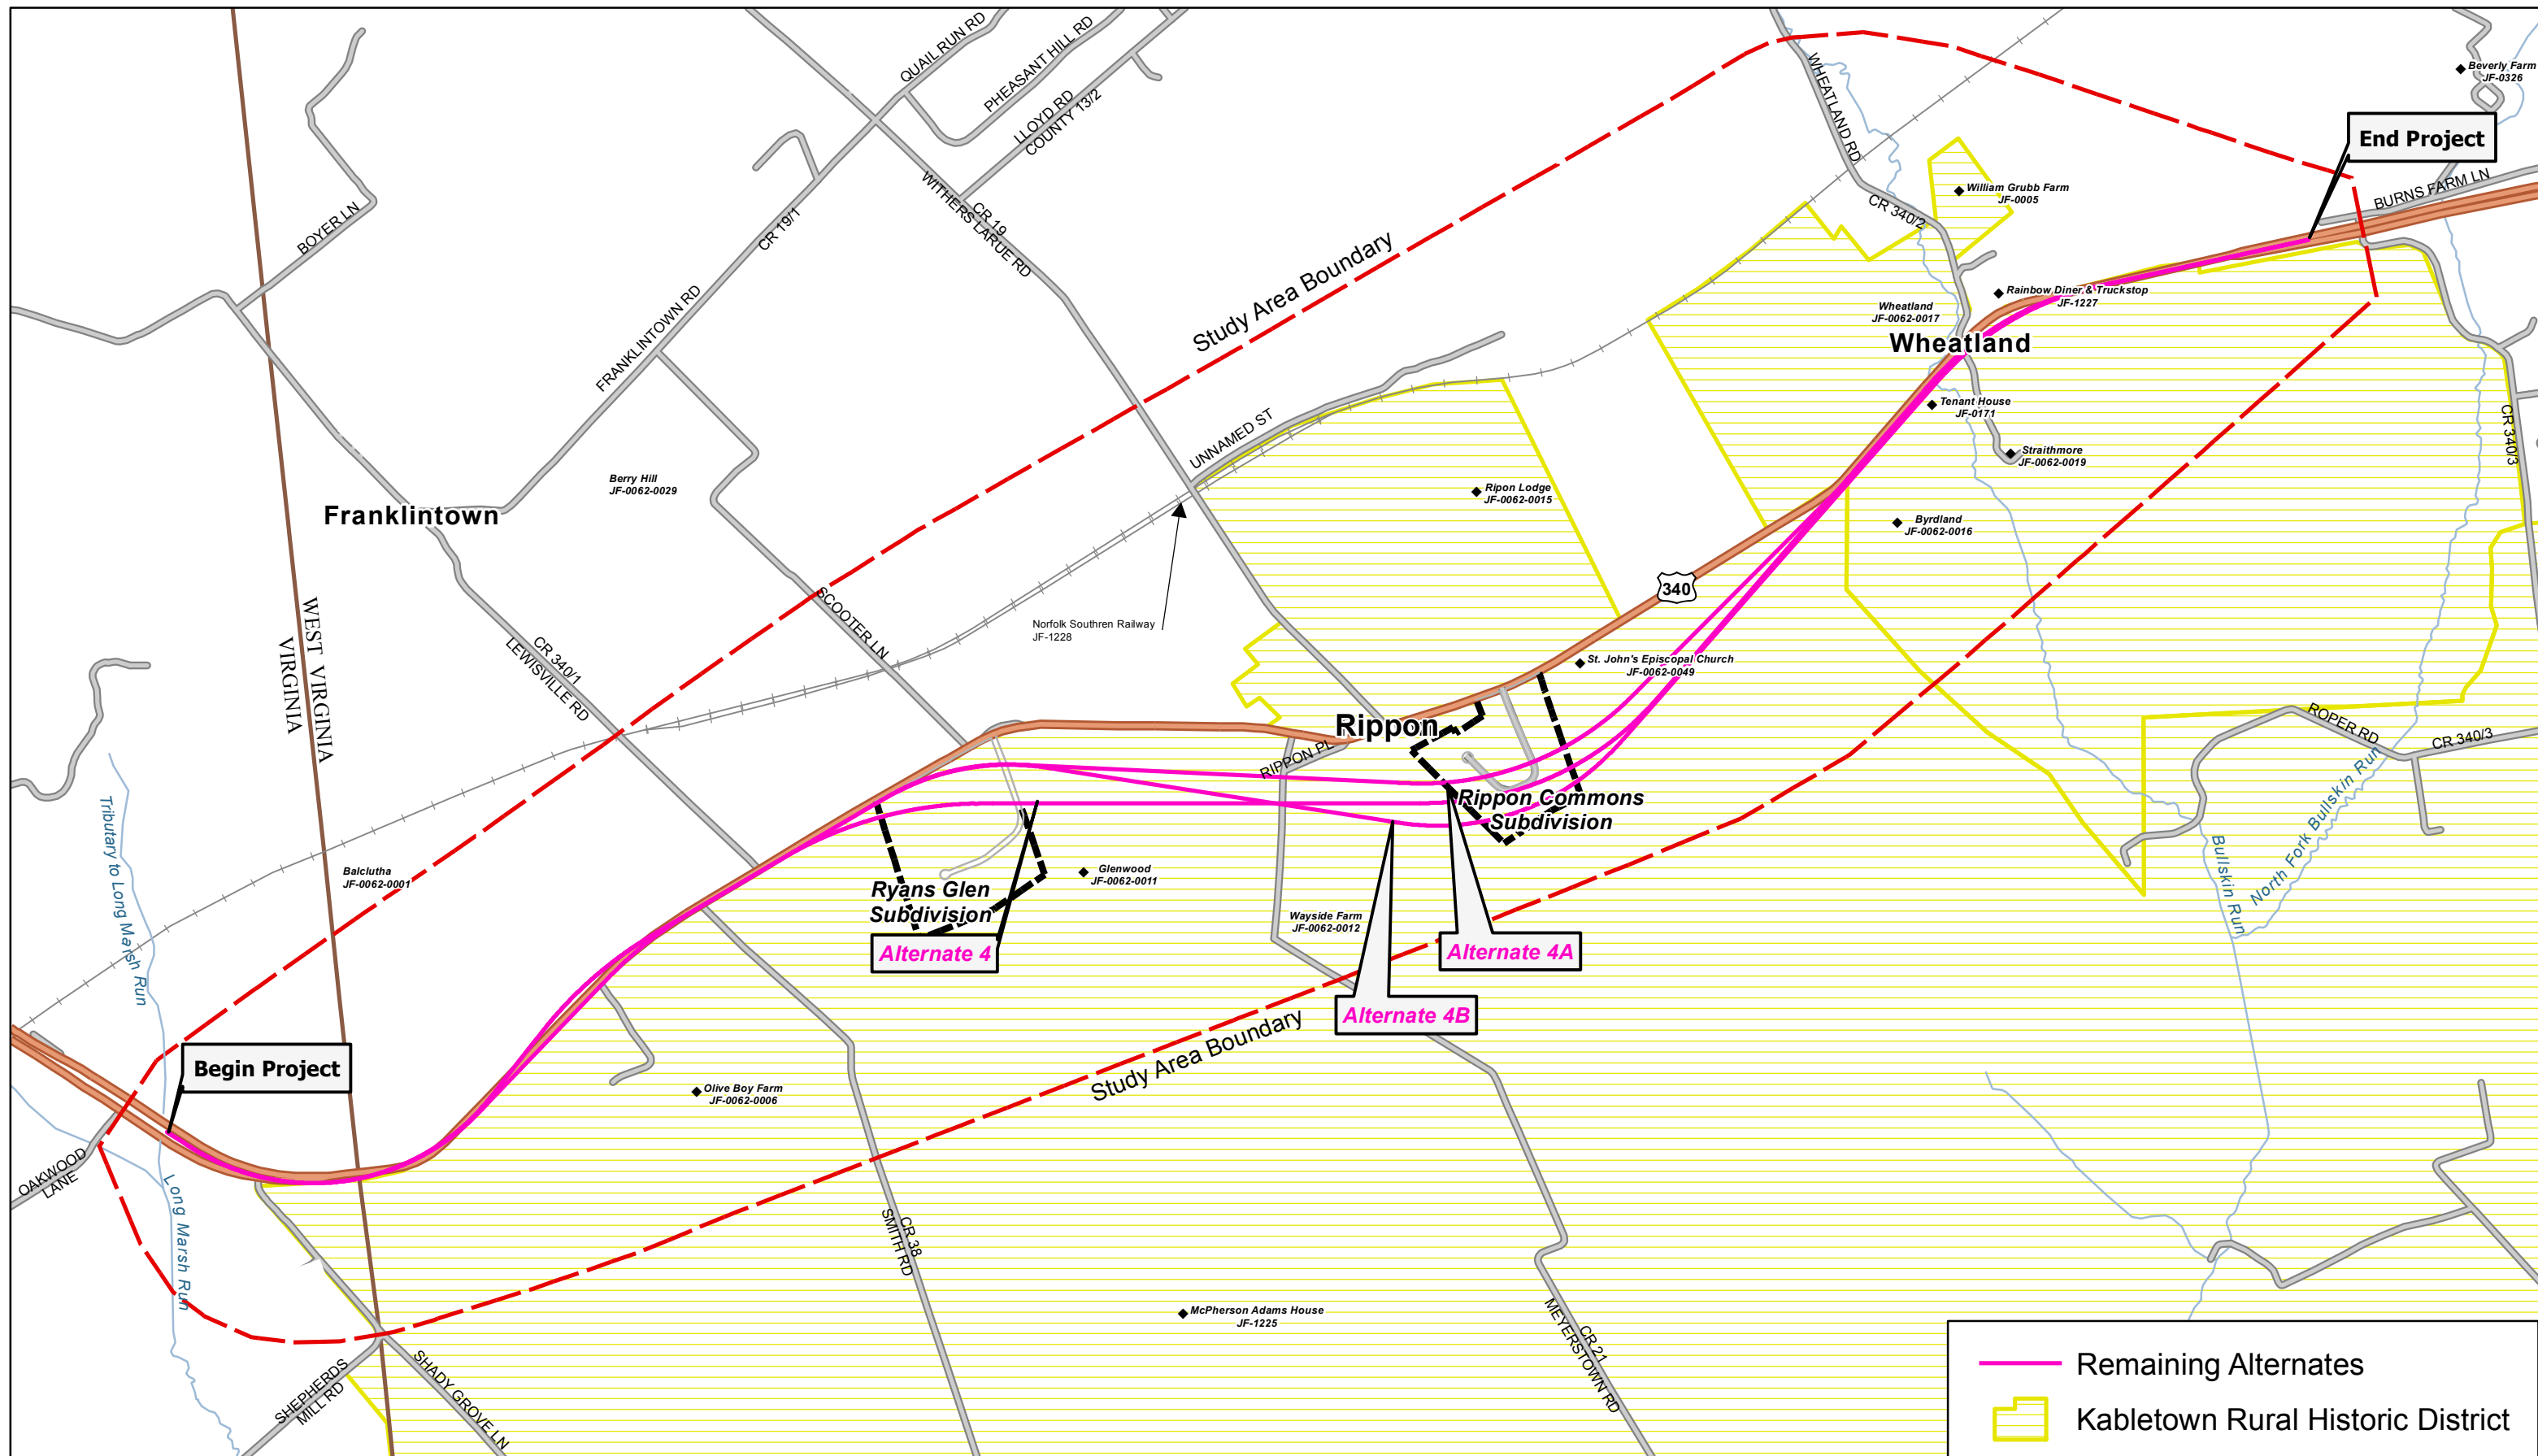 QUAIL RUN RD
PHEASANT HILL RD
LLOYD RD
COUNTY 13/2
WHEATLAND RD
Beverly Farm
JF-0326
End Project
BURNS FARM LN
William Grubb Farm
JF-0005
CR 340/2
WITHERS LARUE RD
CR 19
CR 19/1
BOYER LN
FRANKLINTOWN RD
Study Area Boundary
Rainbow Diner & Truckstop
JF-1227
Wheatland
JF-0062-0017
Wheatland
Tenant House
JF-0171
CR 340/3
UNNAMED ST
Straithmore
JF-0062-0019
Berry Hill
JF-0062-0029
Ripon Lodge
JF-0062-0015
Franklintown
Byrdland
JF-0062-0016
340
SCOOTER LN
Norfolk Southren Railway
JF-1228
WEST VIRGINIA
VIRGINIA
CR 340/1
LEWISVILLE RD
St. John's Episcopal Church
JF-0062-0049
Rippon
RIPPON PL
ROPER RD
CR 340/3
Rippon Commons
Subdivision
Tributary to Long Marsh Run
Balclutha
JF-0062-0001
Ryans Glen
Subdivision
Glenwood
JF-0062-0011
Wayside Farm
JF-0062-0012
Bullskin Run
North Fork Bullskin Run
Alternate 4
Alternate 4A
Alternate 4B
Begin Project
Study Area Boundary
Olive Boy Farm
JF-0062-0006
OAKWOOD
LANE
Long Marsh Run
CR 38
SMITH RD
McPherson Adams House
JF-1225
CR 21
MEYERSTOWN RD
SHEPHERDS
MILL RD
SHADY GROVE LN
Remaining Alternates
Kabletown Rural Historic District